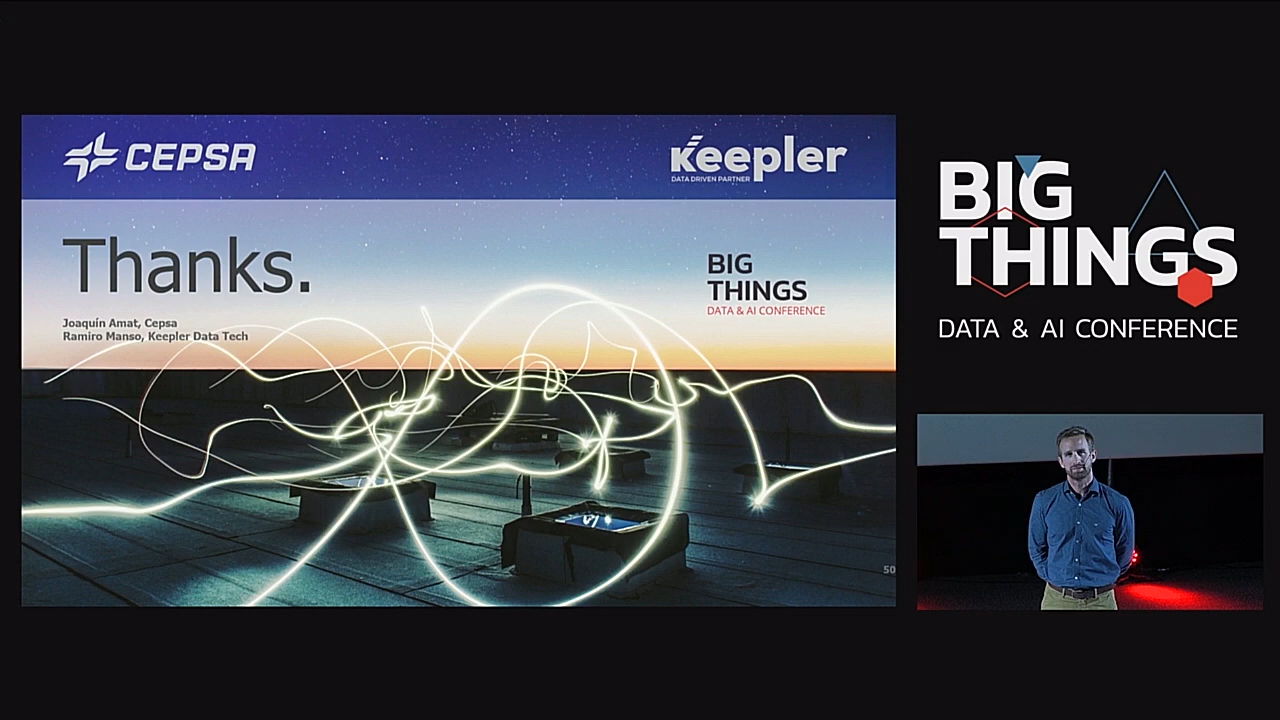 CEPSA
Keepler
DATA DRIVEN PARTNER
Thanks.
BIG
THINGS
DATA & AI CONFERENCE
Joaquín Amat, Cepsa
Ramiro Manso, Keepler Data Tech
50
BIG
THINGS
DATA & AI CONFERENCE